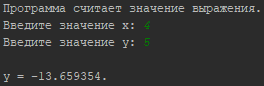 Программа считает значение выражения.
Введите значение x: 4
Введите значение y: 5
y = -13.659354.